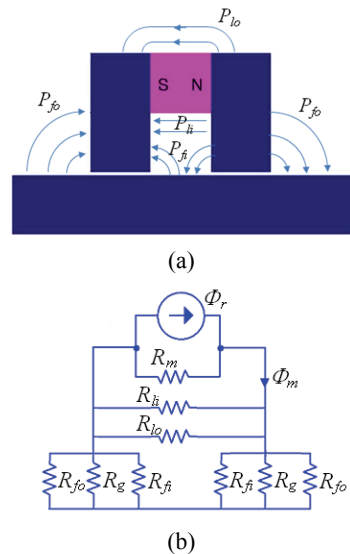 P_lo
P_fo
S N
P_fo
P_li
P_fi
(a)
Φ_r
R_m
Φ_m
R_li
R_lo
R_fo R_g R_fi R_fi R_g R_fo
(b)